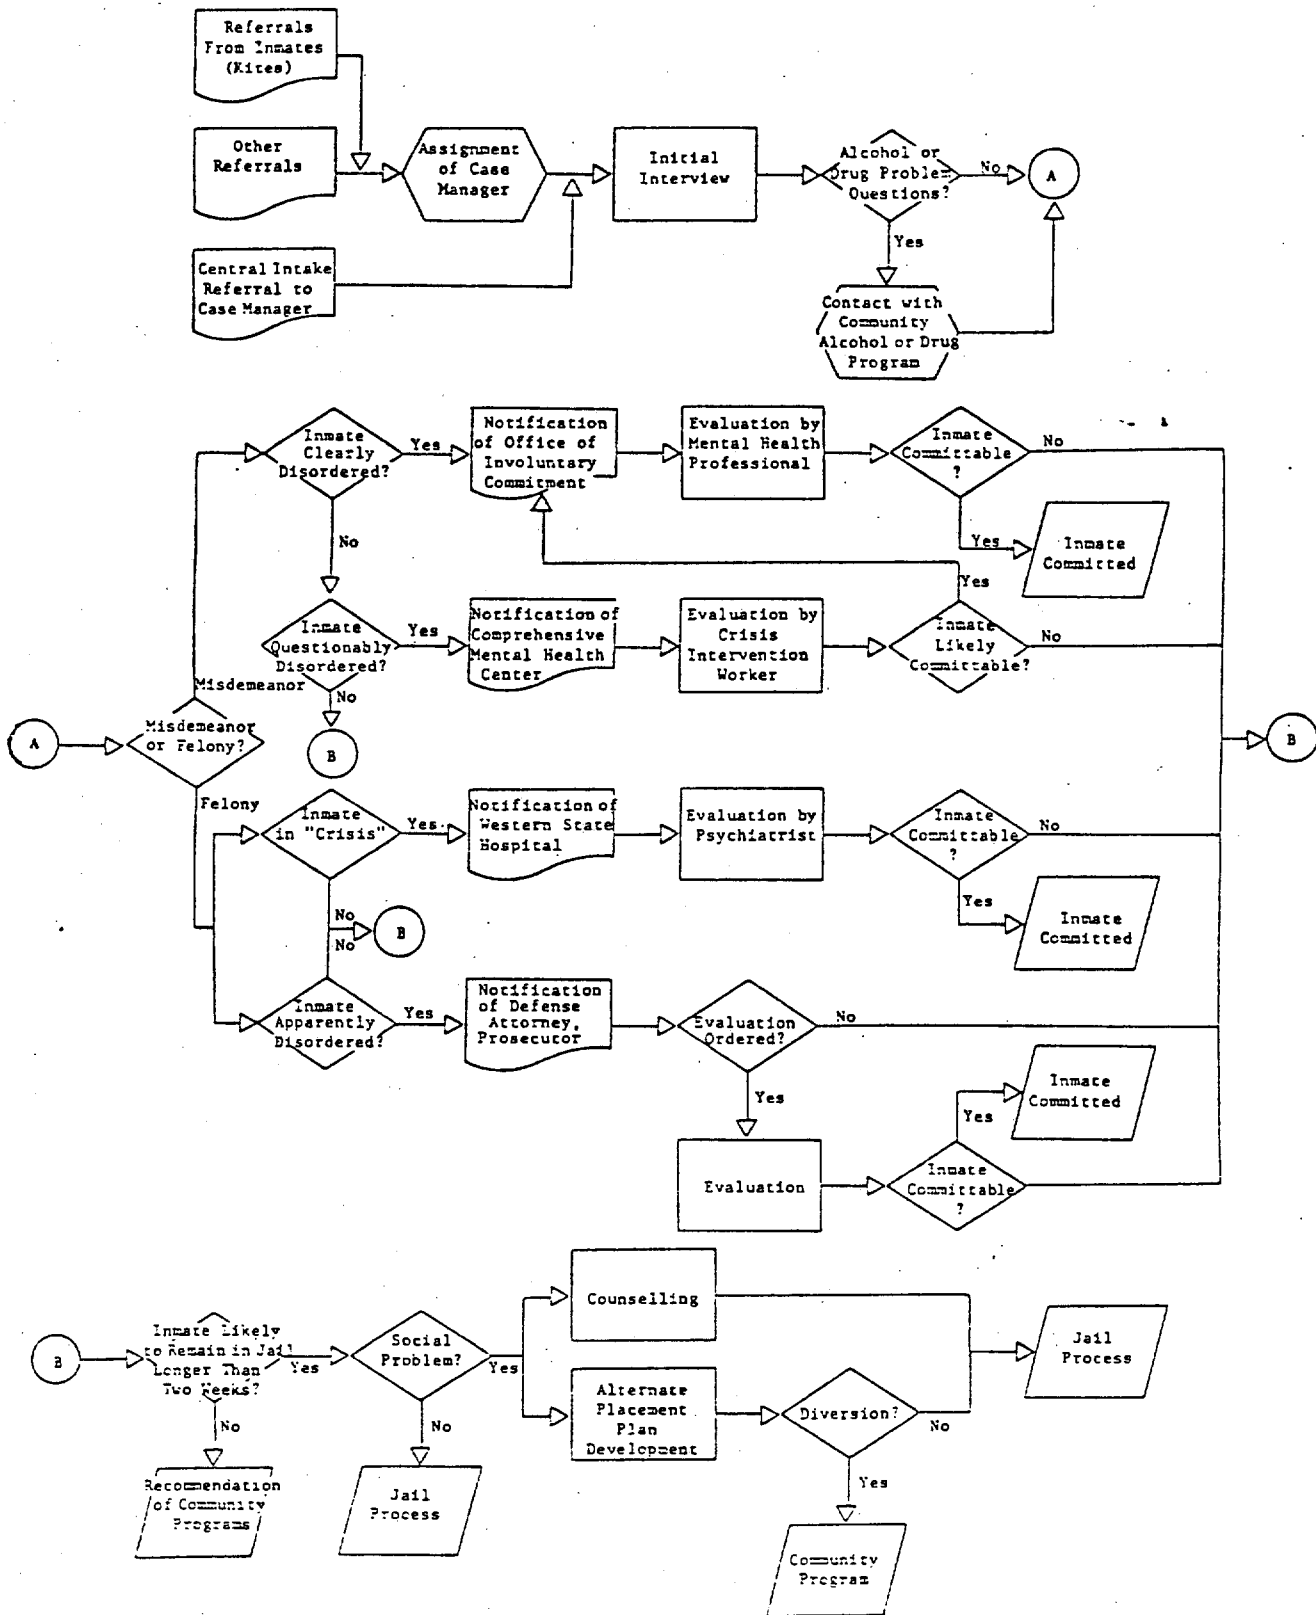 Referrals
From Inmates
(Kites)
Other
Referrals
Assignment
of Case
Manager
Initial
Interview
Alcohol or
Drug Problem
Questions?
No
A
Yes
Central Intake
Referral to
Case Manager
Contact with
Community
Alcohol or Drug
Program
Inmate
Clearly
Disordered?
Yes
Notification
of Office of
Involuntary
Commitment
Evaluation by
Mental Health
Professional
Inmate
Committable
?
No
Yes
Inmate
Committed
No
Yes
Inmate
Questionably
Disordered?
Yes
Notification of
Comprehensive
Mental Health
Center
Evaluation by
Crisis
Intervention
Worker
Inmate
Likely
Committable?
No
Misdemeanor
No
B
A
Misdemeanor
or Felony?
B
Felony
Inmate
in "Crisis"
Yes
Notification of
Western State
Hospital
Evaluation by
Psychiatrist
Inmate
Committable
?
No
Yes
Inmate
Committed
No
No
B
Inmate
Apparently
Disordered?
Yes
Notification
of Defense
Attorney,
Prosecutor
Evaluation
Ordered?
No
Yes
Inmate
Committed
Yes
Evaluation
Inmate
Committable
?
B
Inmate Likely
to Remain in Jail
Longer Than
Two Weeks?
Yes
Social
Problem?
Yes
Counselling
Jail
Process
Alternate
Placement
Plan
Development
Diversion?
No
No
Recommendation
of Community
Programs
No
Jail
Process
Yes
Community
Program